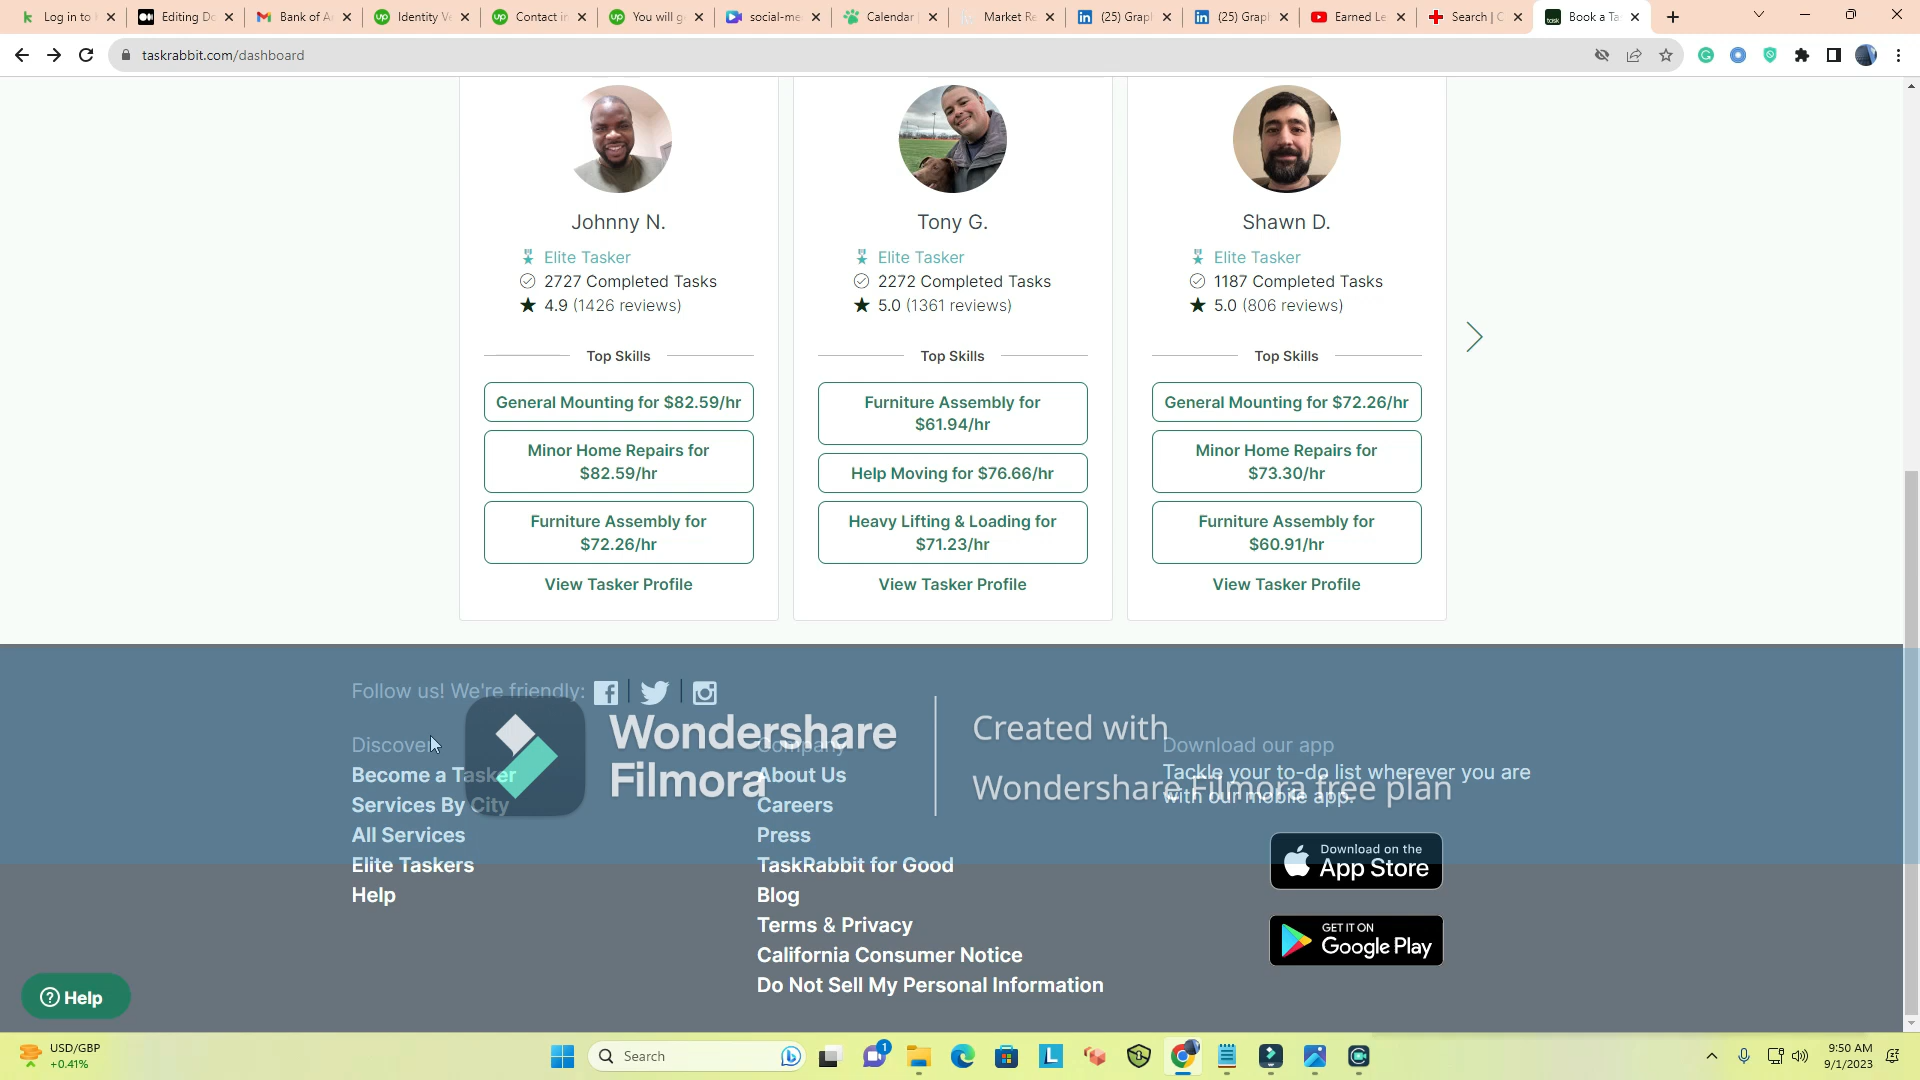 Log in to
Editing Do
Bank of A
Identity Ve
Contact in
You will g
social-me
Calendar
Market Re
(25) Grap
(25) Grap
Earned Le
Search | C
Book a Ta
taskrabbit.com/dashboard
Johnny N.
Elite Tasker
2727 Completed Tasks
4.9 (1426 reviews)
Top Skills
General Mounting for $82.59/hr
Minor Home Repairs for
$82.59/hr
Furniture Assembly for
$72.26/hr
View Tasker Profile
Tony G.
Elite Tasker
2272 Completed Tasks
5.0 (1361 reviews)
Top Skills
Furniture Assembly for
$61.94/hr
Help Moving for $76.66/hr
Heavy Lifting & Loading for
$71.23/hr
View Tasker Profile
Shawn D.
Elite Tasker
1187 Completed Tasks
5.0 (806 reviews)
Top Skills
General Mounting for $72.26/hr
Minor Home Repairs for
$73.30/hr
Furniture Assembly for
$60.91/hr
View Tasker Profile
Follow us! We're friendly:
Discover
Become a Tasker
Services By City
All Services
Elite Taskers
Help
Wondershare
Filmora
Created with
Wondershare Filmora free plan
Company
About Us
Careers
Press
TaskRabbit for Good
Blog
Terms & Privacy
California Consumer Notice
Do Not Sell My Personal Information
Download our app
Tackle your to-do list wherever you are
with our mobile app.
Download on the
App Store
GET IT ON
Google Play
Help
USD/GBP
+0.41%
Search
1
9:50 AM
9/1/2023